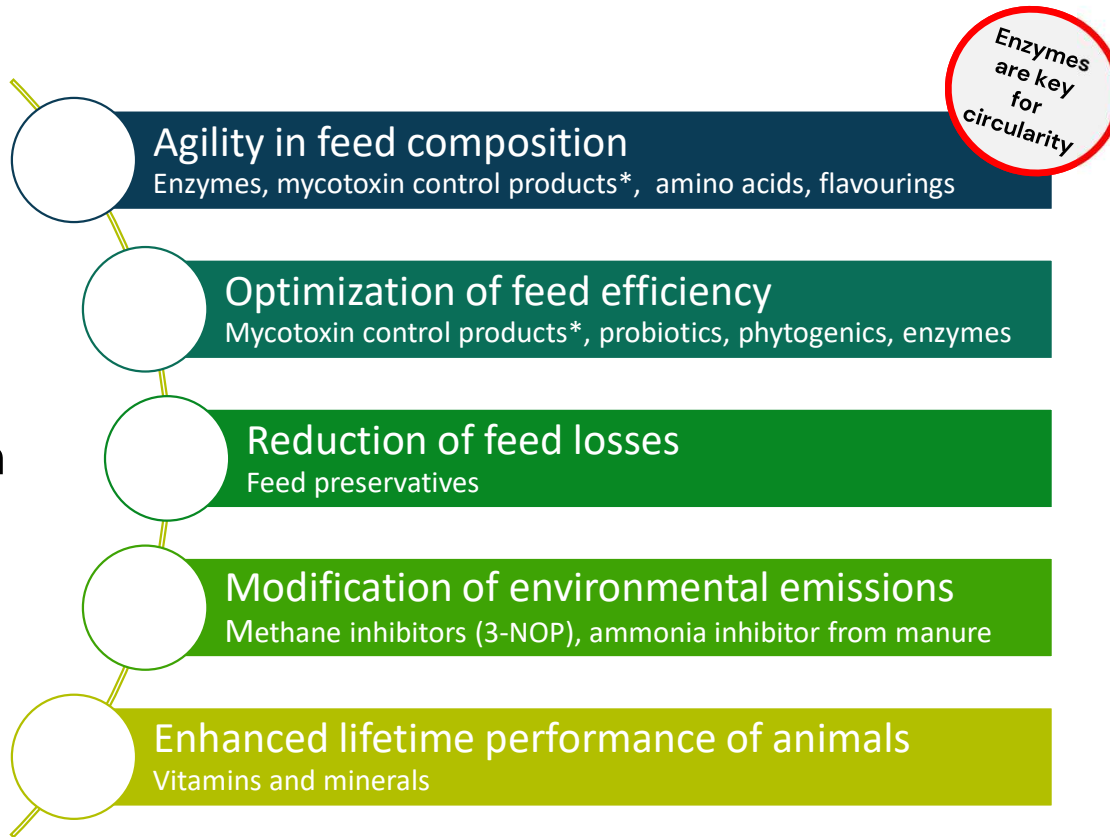 Enzymes
are key
for
circularity
Agility in feed composition
Enzymes, mycotoxin control products*, amino acids, flavourings
Optimization of feed efficiency
Mycotoxin control products*, probiotics, phytogenics, enzymes
Reduction of feed losses
Feed preservatives
Modification of environmental emissions
Methane inhibitors (3-NOP), ammonia inhibitor from manure
Enhanced lifetime performance of animals
Vitamins and minerals